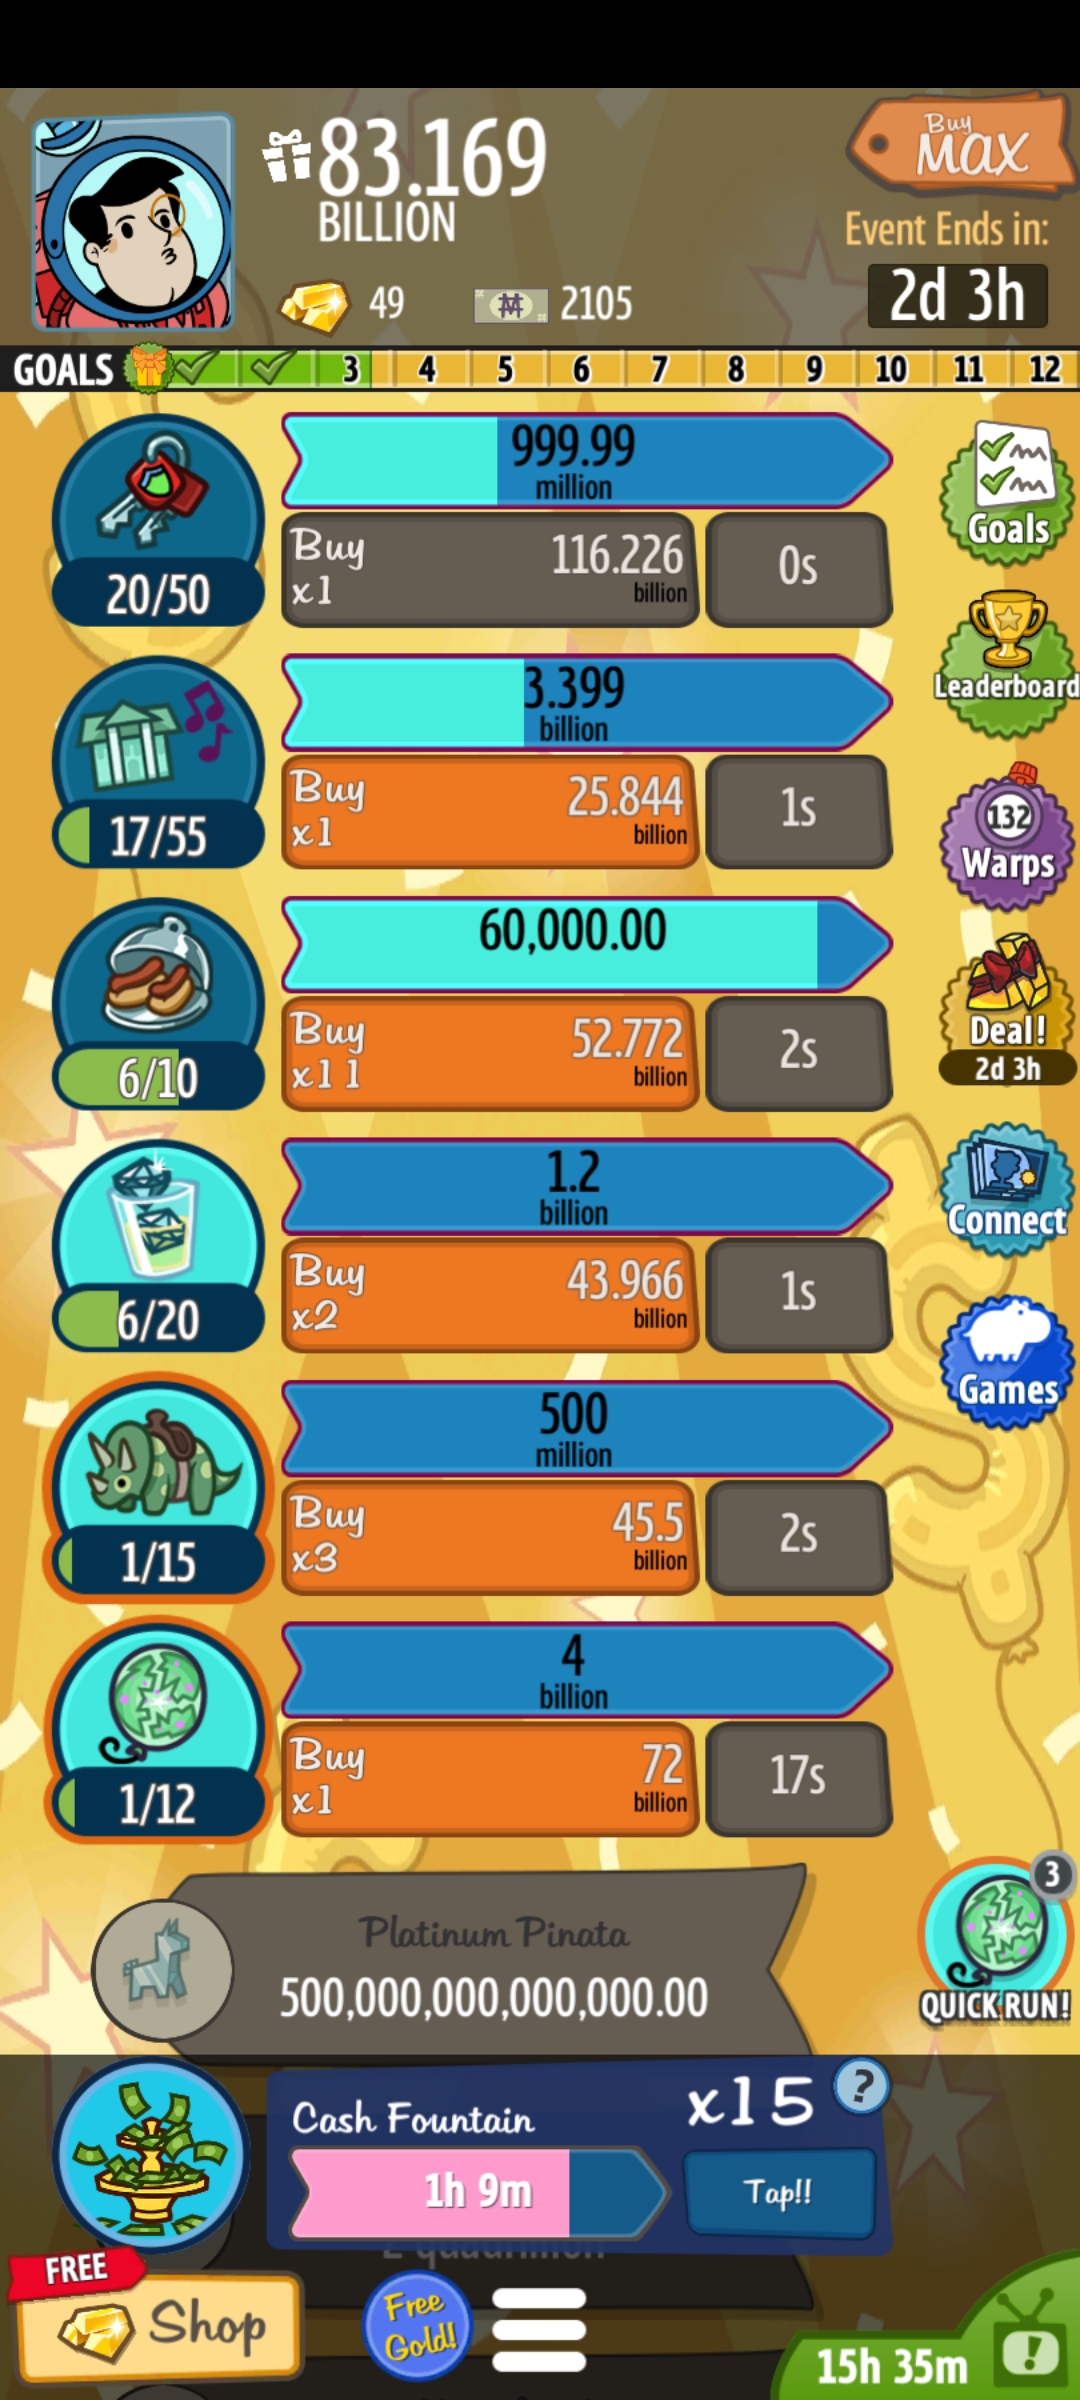 83.169
BILLION
Buy
MAX
Event Ends in:
2d 3h
49
2105
GOALS 3 4 5 6 7 8 9 10 11 12
999.99
million
Buy
x1
116.226
billion
0s
20/50
Goals
3.399
billion
Buy
x1
25.844
billion
1s
17/55
Leaderboard
132
Warps
60,000.00
Buy
x11
52.772
billion
2s
6/10
Deal!
2d 3h
1.2
billion
Buy
x2
43.966
billion
1s
6/20
Connect
Games
500
million
Buy
x3
45.5
billion
2s
1/15
4
billion
Buy
x1
72
billion
17s
1/12
Platinum Pinata
500,000,000,000,000.00
3
QUICK RUN!
Cash Fountain
x15
?
1h 9m
Tap!!
2 quadrillion
FREE
Shop
Free
Gold!
15h 35m